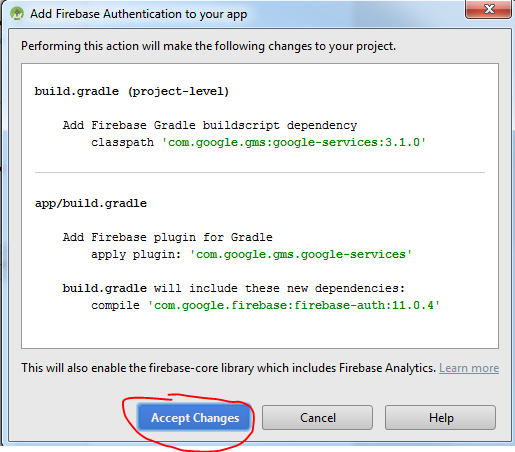 Add Firebase Authentication to your app
Performing this action will make the following changes to your project.
build.gradle (project-level)
Add Firebase Gradle buildscript dependency
classpath 'com.google.gms:google-services:3.1.0'
app/build.gradle
Add Firebase plugin for Gradle
apply plugin: 'com.google.gms.google-services'
build.gradle will include these new dependencies:
compile 'com.google.firebase:firebase-auth:11.0.4'
This will also enable the firebase-core library which includes Firebase Analytics. Learn more
Accept Changes Cancel Help